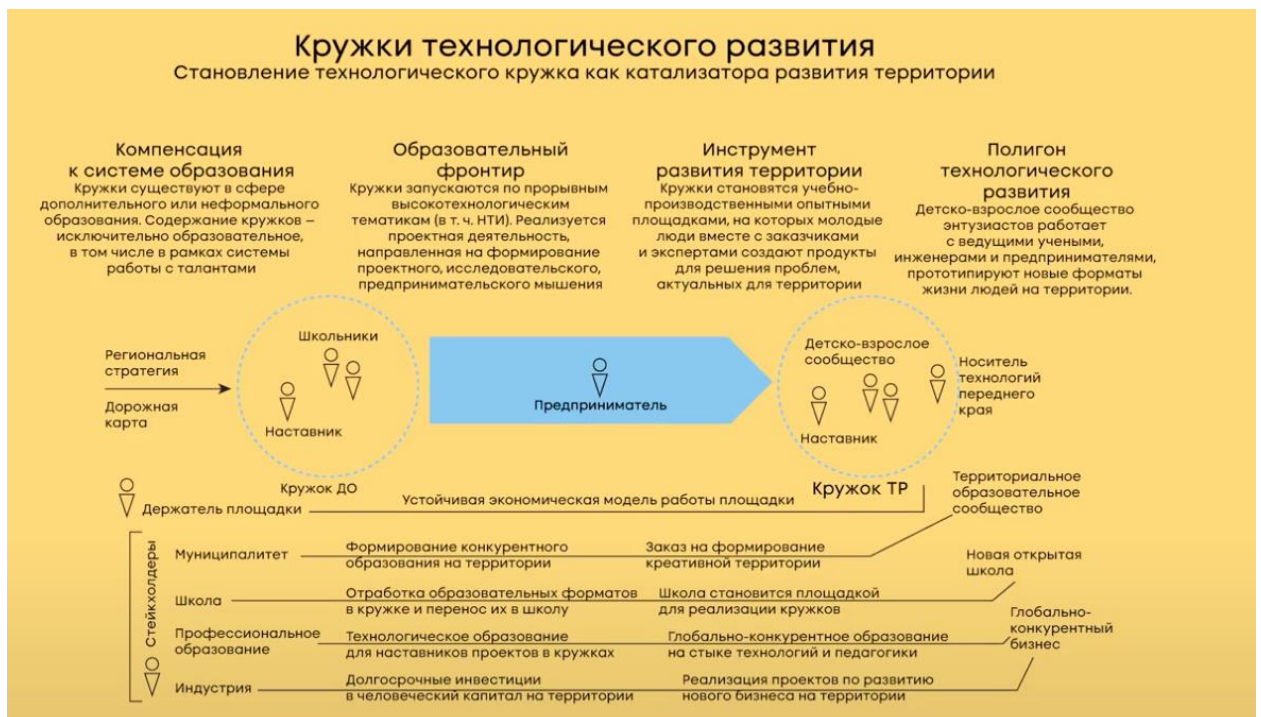 Кружки технологического развития
Становление технологического кружка как катализатора развития территории
Компенсация
к системе образования
Кружки существуют в сфере
дополнительного или неформального
образования. Содержание кружков –
исключительно образовательное,
в том числе в рамках системы
работы с талантами
Образовательный
фронтир
Кружки запускаются по прорывным
высокотехнологическим
тематикам (в т. ч. НТИ). Реализуется
проектная деятельность,
направленная на формирование
проектного, исследовательского,
предпринимательского мышления
Инструмент
развития территории
Кружки становятся учебно-
производственными опытными
площадками, на которых молодые
люди вместе с заказчиками
и экспертами создают продукты
для решения проблем,
актуальных для территории
Полигон
технологического
развития
Детско-взрослое сообщество
энтузиастов работает
с ведущими учеными,
инженерами и предпринимателями,
прототипируют новые форматы
жизни людей на территории.
Региональная
стратегия
Дорожная
карта
Школьники
Наставник
Кружок ДО
Предприниматель
Детско-взрослое
сообщество
Наставник
Носитель
технологий
переднего
края
Кружок ТР
Держатель площадки
Устойчивая экономическая модель работы площадки
Территориальное
образовательное
сообщество
Стейкхолдеры
Муниципалитет
Формирование конкурентного
образования на территории
Заказ на формирование
креативной территории
Новая открытая
школа
Школа
Отработка образовательных форматов
в кружке и перенос их в школу
Школа становится площадкой
для реализации кружков
Глобально-
конкурентный
бизнес
Профессиональное
образование
Технологическое образование
для наставников проектов в кружках
Глобально-конкурентное образование
на стыке технологий и педагогики
Индустрия
Долгосрочные инвестиции
в человеческий капитал на территории
Реализация проектов по развитию
нового бизнеса на территории